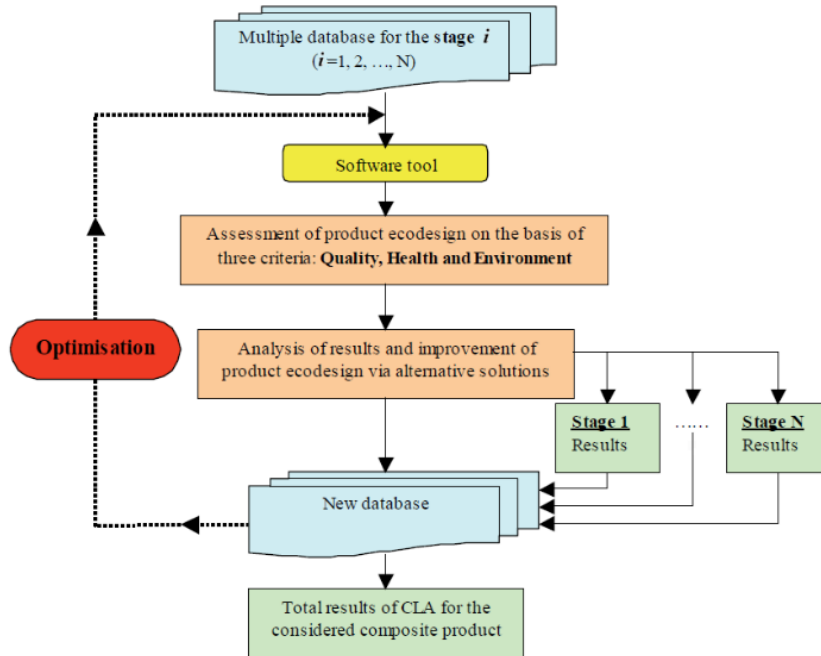 Multiple database for the stage i
(i=1, 2, ..., N)
Software tool
Assessment of product ecodesign on the basis of
three criteria: Quality, Health and Environment
Optimisation
Analysis of results and improvement of
product ecodesign via alternative solutions
Stage 1
Results
......
Stage N
Results
New database
Total results of CLA for the
considered composite product